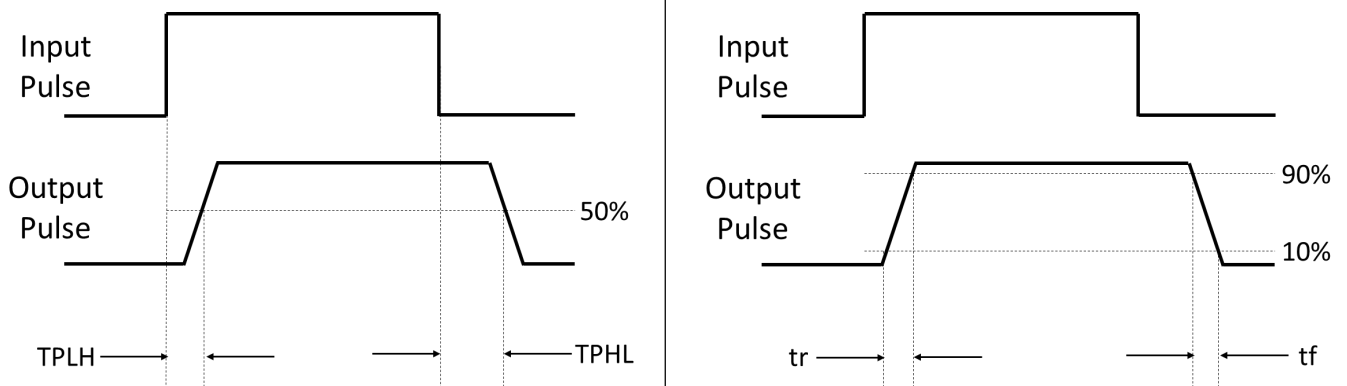 Input
Pulse
Output
Pulse
50%
TPLH
TPHL
Input
Pulse
Output
Pulse
90%
10%
tr
tf